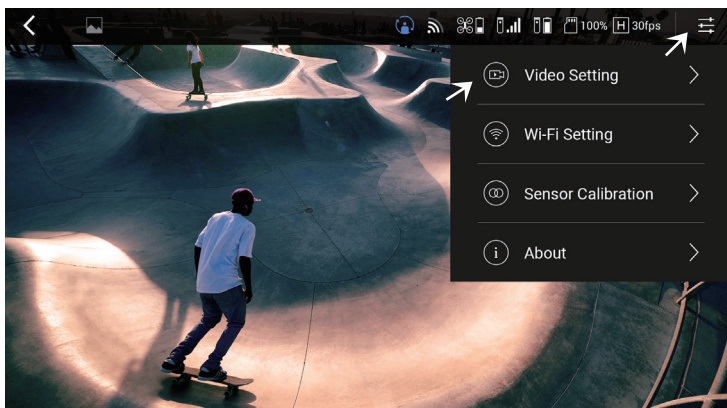 100% H 30fps
Video Setting
Wi-Fi Setting
Sensor Calibration
i About